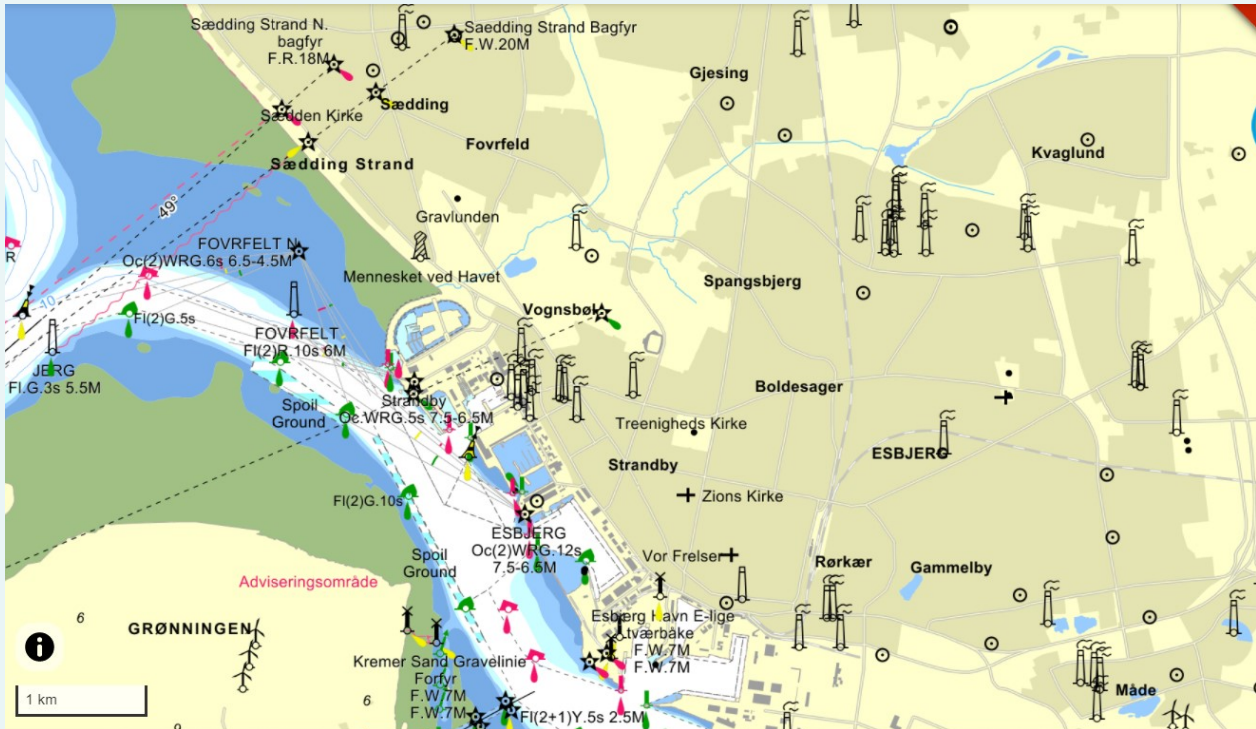 Sædding Strand N.
bagfyr
F.R.18M
Saedding Strand Bagfyr
F.W.20M
Gjesing
Sædding
Sædden Kirke
Fovrfeld
Kvaglund
Sædding Strand
49°
Gravlunden
FOVRFELT N
Oc(2)WRG.6s 6.5-4.5M
R
Mennesket ved Havet
Spangsbjerg
10
Vognsbøl
Fl(2)G.5s
FOVRFELT
Fl(2)R.10s 6M
JERG
Fl.G.3s 5.5M
Boldesager
Strandby
Oc.WRG.5s 7.5-6.5M
Spoil
Ground
Treenigheds Kirke
ESBJERG
Strandby
Fl(2)G.10s
Zions Kirke
ESBJERG
Oc(2)WRG.12s
7.5-6.5M
Spoil
Ground
Vor Frelser
Rørkær
Gammelby
Adviseringsområde
6
GRØNNINGEN
Esbjerg Havn E-lige
tværbåke
F.W.7M
F.W.7M
Kremer Sand Gravelinie
Forfyr
F.W.7M
F.W.7M
6
Måde
1 km
Fl(2+1)Y.5s 2.5M